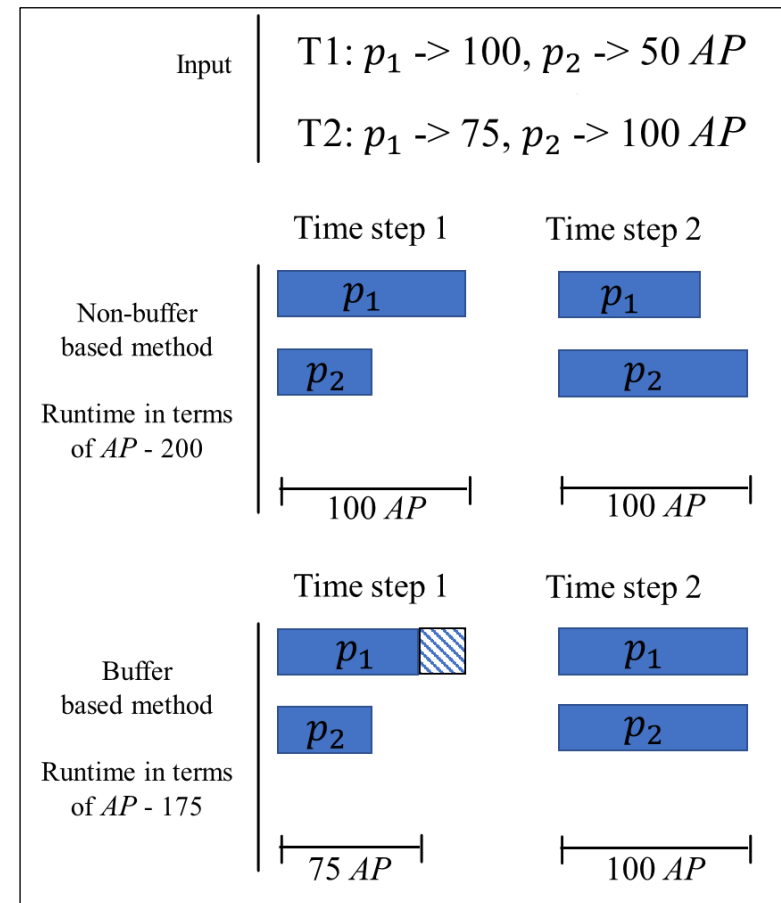 Input
T1: p₁ -> 100, p₂ -> 50 AP
T2: p₁ -> 75, p₂ -> 100 AP
Time step 1
Time step 2
Non-buffer
based method
Runtime in terms
of AP - 200
p₁
p₁
p₂
p₂
100 AP
100 AP
Time step 1
Time step 2
Buffer
based method
Runtime in terms
of AP - 175
p₁
p₁
p₂
p₂
75 AP
100 AP